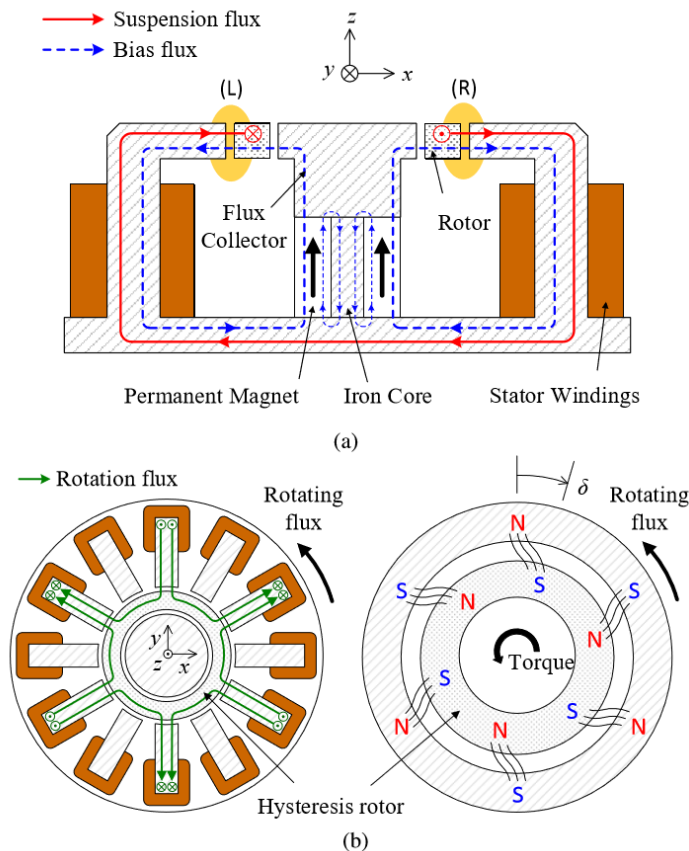 Suspension flux
Bias flux
z
y
x
(L)
(R)
Flux
Collector
Rotor
Permanent Magnet
Iron Core
Stator Windings
(a)
Rotation flux
Rotating
flux
y
z
x
Hysteresis rotor
δ
Rotating
flux
N
S
S
S
N
N
Torque
S
N
N
S
N
S
S
(b)